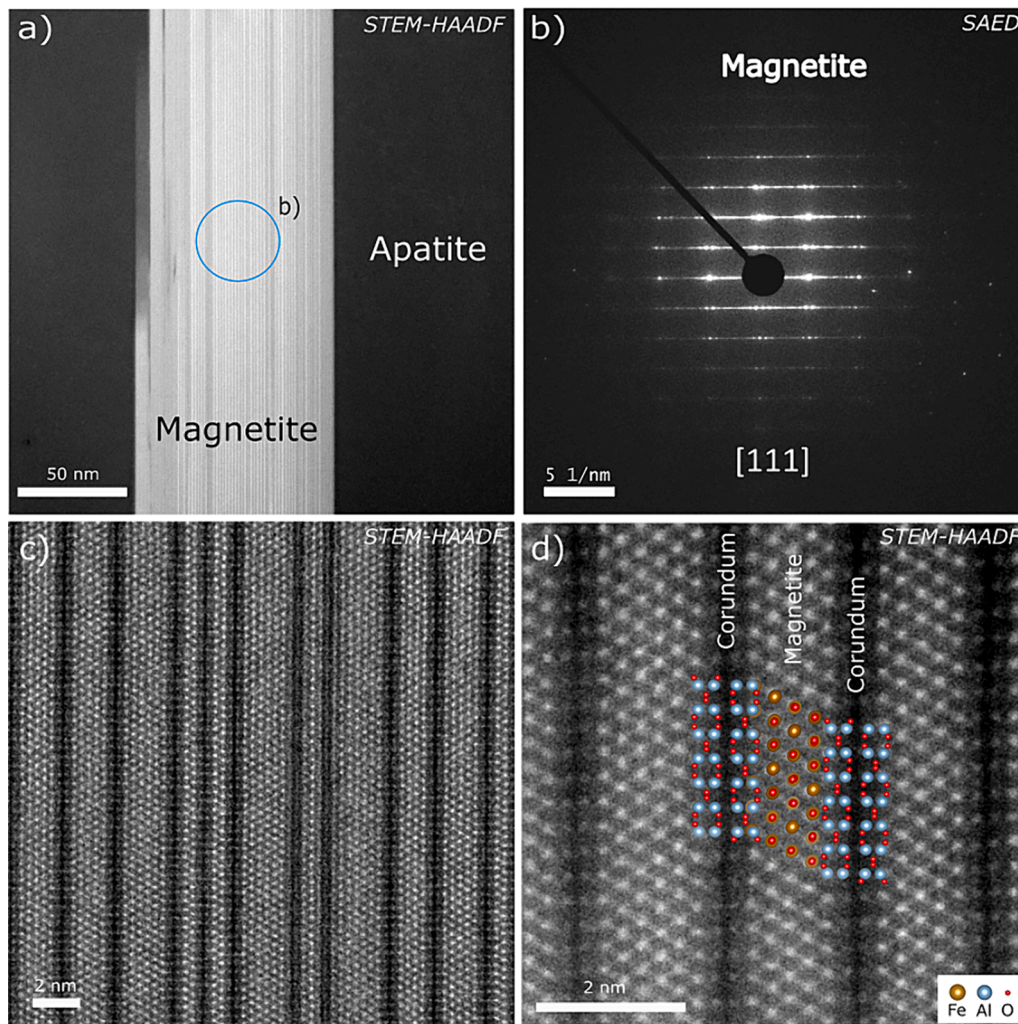 a)
STEM-HAADF
b)
Apatite
Magnetite
50 nm
b)
SAED
Magnetite
[111]
5 1/nm
c)
STEM-HAADF
2 nm
d)
STEM-HAADF
Corundum
Magnetite
Corundum
2 nm
Fe Al O